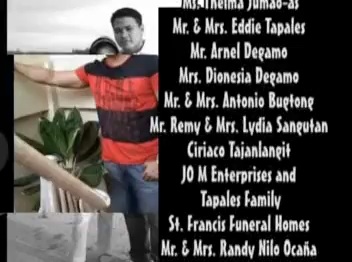 Ms. Thelma Jumao-as
Mr. & Mrs. Eddie Tapales
Mr. Arnel Degamo
Mrs. Dionesia Degamo
Mr. & Mrs. Antonio Bugtong
Mr. Remy & Mrs. Lydia Sangutan
Ciriaco Tajanlangit
JO M Enterprises and
Tapales Family
St. Francis Funeral Homes
Mr. & Mrs. Randy Nilo Ocaña